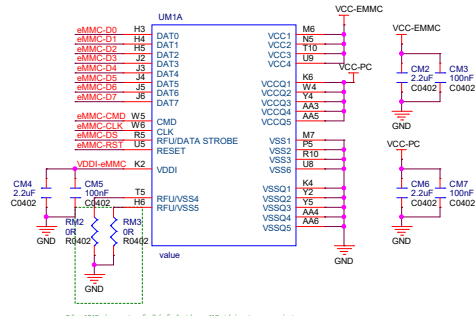 UM1A
eMMC-D0 H3 DAT0
eMMC-D1 H4 DAT1
eMMC-D2 H5 DAT2
eMMC-D3 J2 DAT3
eMMC-D4 J3 DAT4
eMMC-D5 J4 DAT5
eMMC-D6 J5 DAT6
eMMC-D7 J6 DAT7
eMMC-CMD W5 CMD
eMMC-CLK W6 CLK
eMMC-DS R5 RFU/DATA STROBE
eMMC-RST U5 RESET
VDDI-eMMC K2 VDDI
T5 RFU/VSS4
H6 RFU/VSS5
value
VCC-EMMC
VCC1 M6
VCC2 N5
VCC3 T10
VCC4 U9
VCC-PC
VCCQ1 K6
VCCQ2 W4
VCCQ3 Y4
VCCQ4 AA3
VCCQ5 AA5
VSS1 M7
VSS2 P5
VSS3 R10
VSS6 U8
VSSQ1 K4
VSSQ2 Y2
VSSQ3 Y5
VSSQ4 AA4
VSSQ5 AA6
GND
CM4
2.2uF
C0402
CM5
100nF
C0402
GND
RM2
0R
R0402
RM3
0R
R0402
GND
VCC-EMMC
CM2
2.2uF
C0402
CM3
100nF
C0402
GND
VCC-PC
CM6
2.2uF
C0402
CM7
100nF
C0402
GND